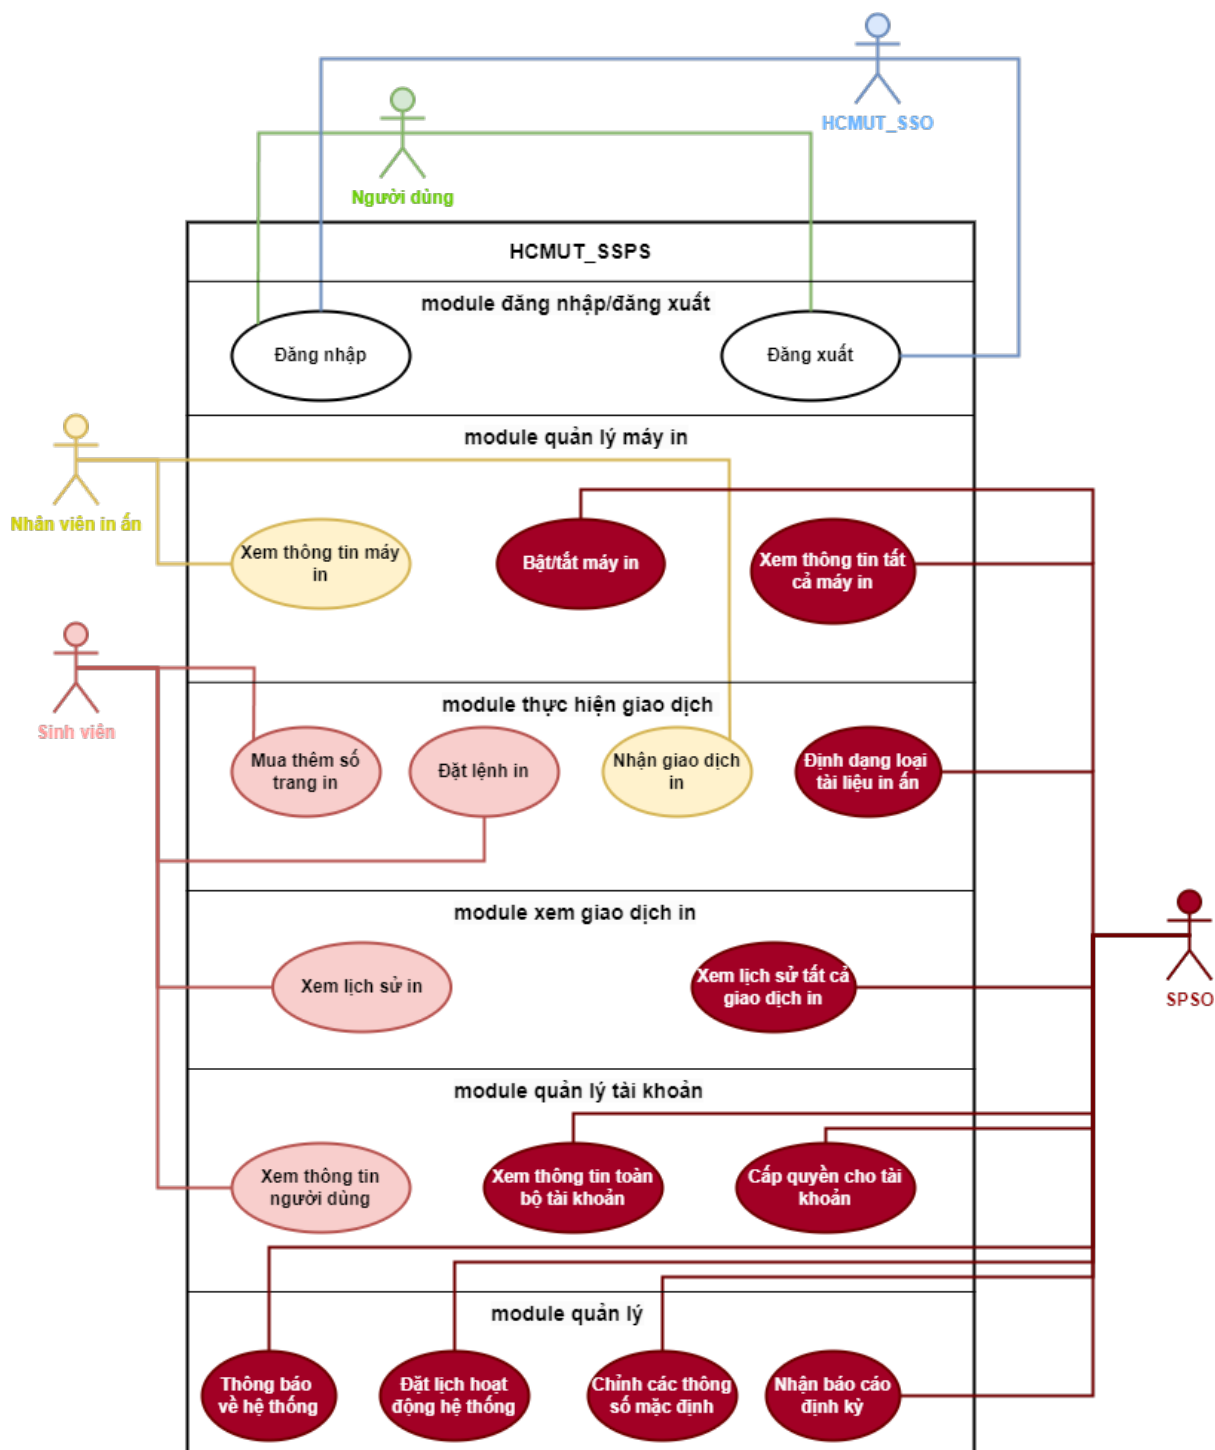 HCMUT_SSO
Người dùng
HCMUT_SSPS
module đăng nhập/đăng xuất
Đăng nhập
Đăng xuất
module quản lý máy in
Nhân viên in ấn
Xem thông tin máy
in
Bật/tắt máy in
Xem thông tin tất
cả máy in
Sinh viên
module thực hiện giao dịch
Mua thêm số
trang in
Đặt lệnh in
Nhận giao dịch
in
Định dạng loại
tài liệu in ấn
module xem giao dịch in
Xem lịch sử in
Xem lịch sử tất cả
giao dịch in
SPSO
module quản lý tài khoản
Xem thông tin
người dùng
Xem thông tin toàn
bộ tài khoản
Cấp quyền cho tài
khoản
module quản lý
Thông báo
về hệ thống
Đặt lịch hoạt
động hệ thống
Chỉnh các thông
số mặc định
Nhận báo cáo
định kỳ